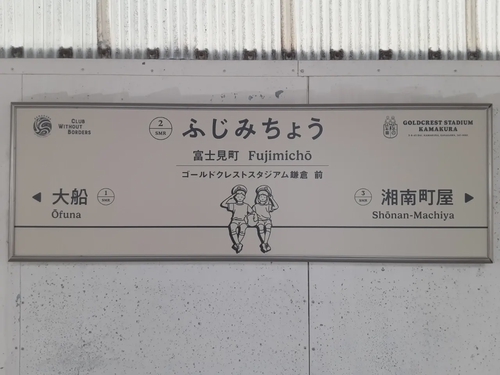 CLUB
WITHOUT
BORDERS
2
SMR
ふじみちょう
GOLDCREST STADIUM
KAMAKURA
富士見町 Fujimichō
ゴールドクレストスタジアム鎌倉 前
大船
1
SMR
Ōfuna
3
SMR
湘南町屋
Shōnan-Machiya